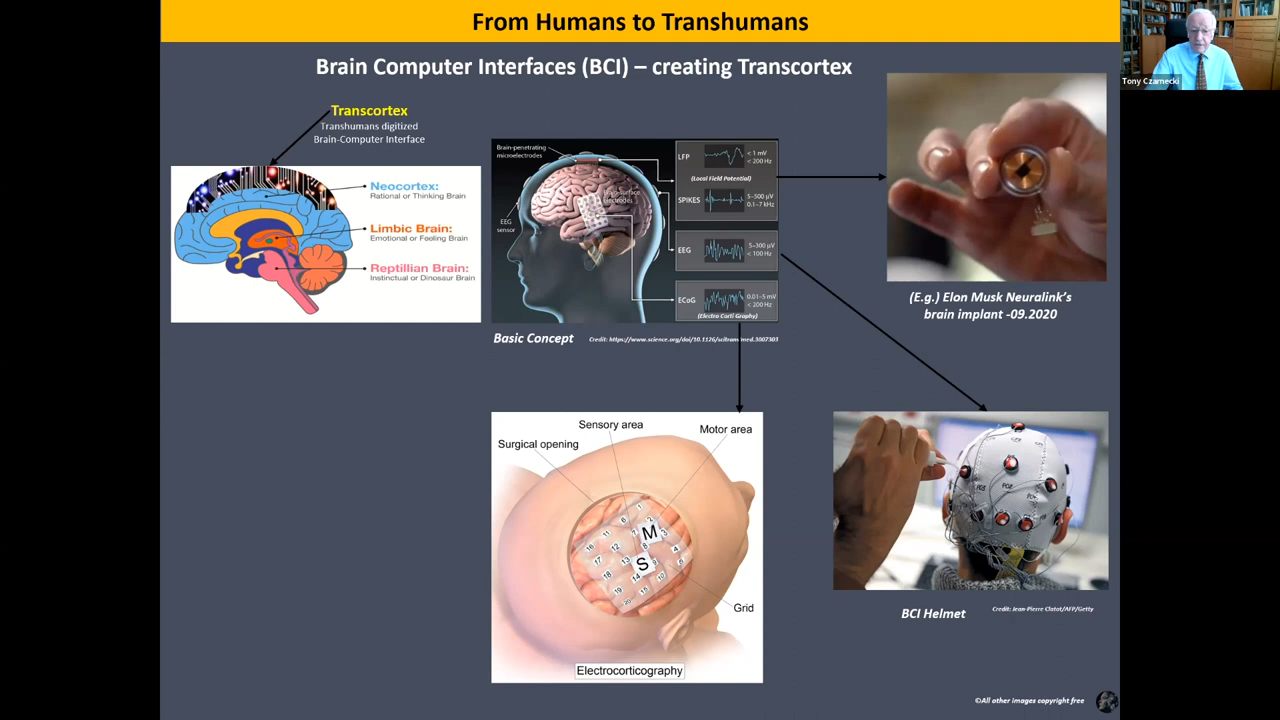 From Humans to Transhumans
Tony Czarnecki
Brain Computer Interfaces (BCI) – creating Transcortex
Transcortex
Transhumans digitized
Brain-Computer Interface
Neocortex:
Rational or Thinking Brain
Limbic Brain:
Emotional or Feeling Brain
Reptillian Brain:
Instinctual or Dinosaur Brain
Brain-penetrating
microelectrodes
Brain-surface
electrodes
EEG
sensor
LFP
< 1 mV
< 200 Hz
(Local Field Potential)
SPIKES
5–500 µV
0.1–7 kHz
EEG
5–300 µV
< 100 Hz
ECoG
0.01–5 mV
< 200 Hz
(Electro Corti Graphy)
Basic Concept
Credit: https://www.science.org/doi/10.1126/scitranslmed.3007303
(E.g.) Elon Musk Neuralink's
brain implant -09.2020
Sensory area
Motor area
Surgical opening
M
S
Grid
Electrocorticography
BCI Helmet
Credit: Jean-Pierre Clatot/AFP/Getty
©All other images copyright free